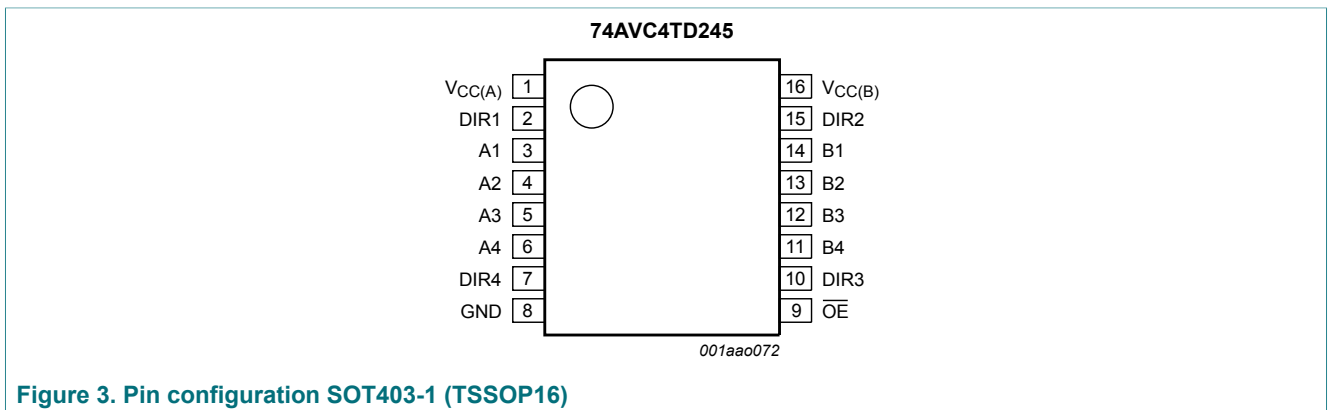 74AVC4TD245
VCC(A) 1 16 VCC(B)
DIR1 2 15 DIR2
A1 3 14 B1
A2 4 13 B2
A3 5 12 B3
A4 6 11 B4
DIR4 7 10 DIR3
GND 8 9 O̅E̅
001aao072
Figure 3. Pin configuration SOT403-1 (TSSOP16)